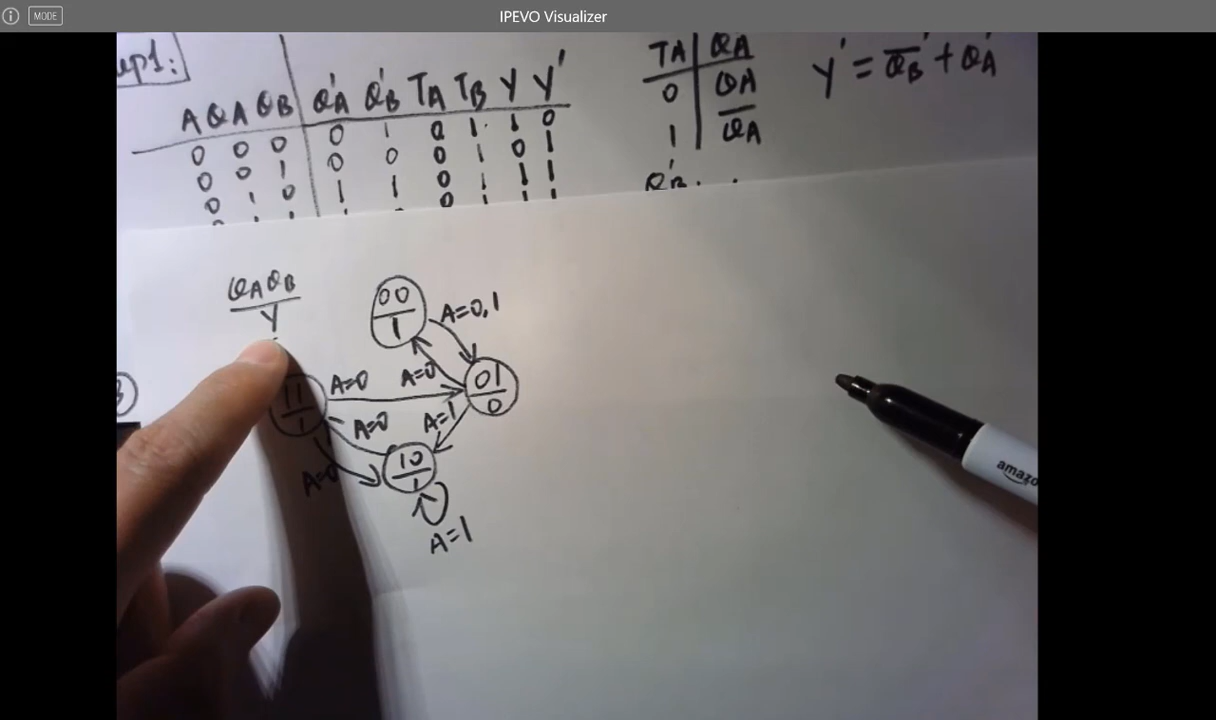 IPEVO Visualizer
MODE
A QA QB Q'A Q'B TA TB Y Y'
0 0 0 0 1 0 1 1 0
0 0 1 0 0 0 1 0 1
0 1 0 1 1 0 1 1 1
TA QA
0 QA
1 Q̅A
Y' = Q̅B' + QA'
QAQB
Y
00
1
A=0,1
01
0
A=0
A=0
11
1
A=1
A=0
10
1
A=0
A=1
amazo